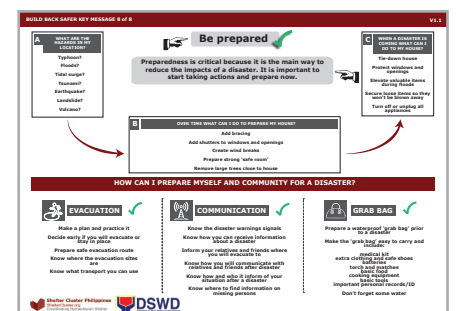 BUILD BACK SAFER KEY MESSAGE 8 of 8
V1.1
A
WHAT ARE THE
HAZARDS IN MY
LOCATION?
Typhoon?
Floods?
Tidal surge?
Tsunami?
Earthquake?
Landslide?
Volcano?
Be prepared
Preparedness is critical because it is the main way to
reduce the impacts of a disaster. It is important to
start taking actions and prepare now.
C
WHEN A DISASTER IS
COMING WHAT CAN I
DO TO MY HOUSE?
Tie-down house
Protect windows and
openings
Elevate valuable items
during floods
Secure loose items so they
won't be blown away
Turn off or unplug all
appliances
B
OVER TIME WHAT CAN I DO TO PREPARE MY HOUSE?
Add bracing
Add shutters to windows and openings
Create wind breaks
Prepare strong 'safe room'
Remove large trees close to house
HOW CAN I PREPARE MYSELF AND COMMUNITY FOR A DISASTER?
EVACUATION
Make a plan and practice it
Decide early if you will evacuate or
stay in place
Prepare safe evacuation route
Know where the evacuation sites
are
Know what transport you can use
COMMUNICATION
Know the disaster warnings signals
Know how you can receive information
about a disaster
Inform your relatives and friends where
you will evacuate to
Know how you will communicate with
relatives and friends after disaster
Know how and who it inform of your
situation after a disaster
Know where to find information on
missing persons
GRAB BAG
Prepare a waterproof 'grab bag' prior
to a disaster
Make the 'grab bag' easy to carry and
include:
medical kit
extra clothing and safe shoes
batteries
torch and matches
basic food
cooking equipment
basic tools
important personal records/ID
Don't forget some water
Shelter Cluster Philippines
ShelterCluster.org
Coordinating Humanitarian Shelter
DSWD